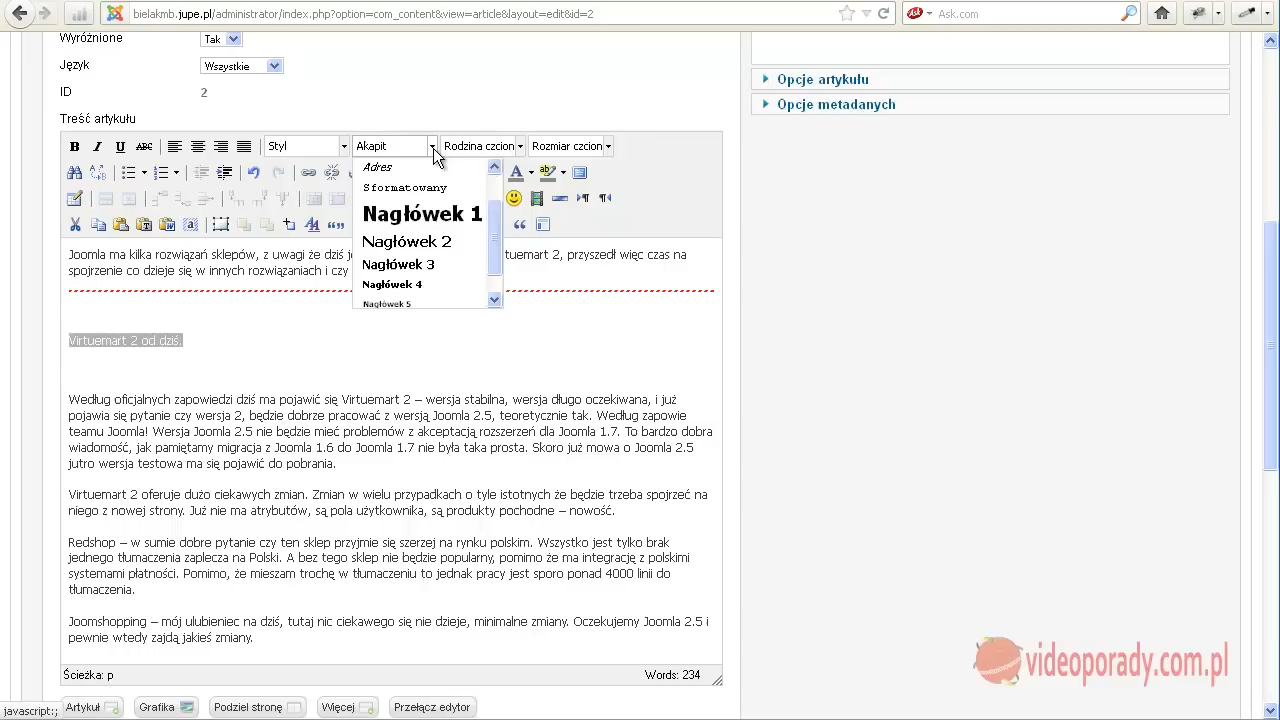 bielakmb.jupe.pl/administrator/index.php?option=com_content&view=article&layout=edit&id=2
Ask
Ask.com
Wyróżnione
Tak
Język
Wszystkie
ID
2
Treść artykułu
Opcje artykułu
Opcje metadanych
B I U ABC
Styl
Akapit
Rodzina czcion
Rozmiar czcion
Adres
Sformatowany
Nagłówek 1
Nagłówek 2
Nagłówek 3
Nagłówek 4
Nagłówek 5
Joomla ma kilka rozwiązań sklepów, z uwagi że dziś j
tuemart 2, przyszedł więc czas na
spojrzenie co dzieje się w innych rozwiązaniach i czy
Virtuemart 2 od dziś.
Według oficjalnych zapowiedzi dziś ma pojawić się Virtuemart 2 – wersja stabilna, wersja długo oczekiwana, i już
pojawia się pytanie czy wersja 2, będzie dobrze pracować z wersją Joomla 2.5, teoretycznie tak. Według zapowie
teamu Joomla! Wersja Joomla 2.5 nie będzie mieć problemów z akceptacją rozszerzeń dla Joomla 1.7. To bardzo dobra
wiadomość, jak pamiętamy migracja z Joomla 1.6 do Joomla 1.7 nie była taka prosta. Skoro już mowa o Joomla 2.5
jutro wersja testowa ma się pojawić do pobrania.
Virtuemart 2 oferuje dużo ciekawych zmian. Zmian w wielu przypadkach o tyle istotnych że będzie trzeba spojrzeć na
niego z nowej strony. Już nie ma atrybutów, są pola użytkownika, są produkty pochodne – nowość.
Redshop – w sumie dobre pytanie czy ten sklep przyjmie się szerzej na rynku polskim. Wszystko jest tylko brak
jednego tłumaczenia zaplecza na Polski. A bez tego sklep nie będzie popularny, pomimo że ma integrację z polskimi
systemami płatności. Pomimo, że mieszam trochę w tłumaczeniu to jednak pracy jest sporo ponad 4000 linii do
tłumaczenia.
Joomshopping – mój ulubieniec na dziś, tutaj nic ciekawego się nie dzieje, minimalne zmiany. Oczekujemy Joomla 2.5 i
pewnie wtedy zajdą jakieś zmiany.
Ścieżka: p
Words: 234
videoporady.com.pl
javascript:;
Artykuł
Grafika
Podziel stronę
Więcej
Przełącz edytor